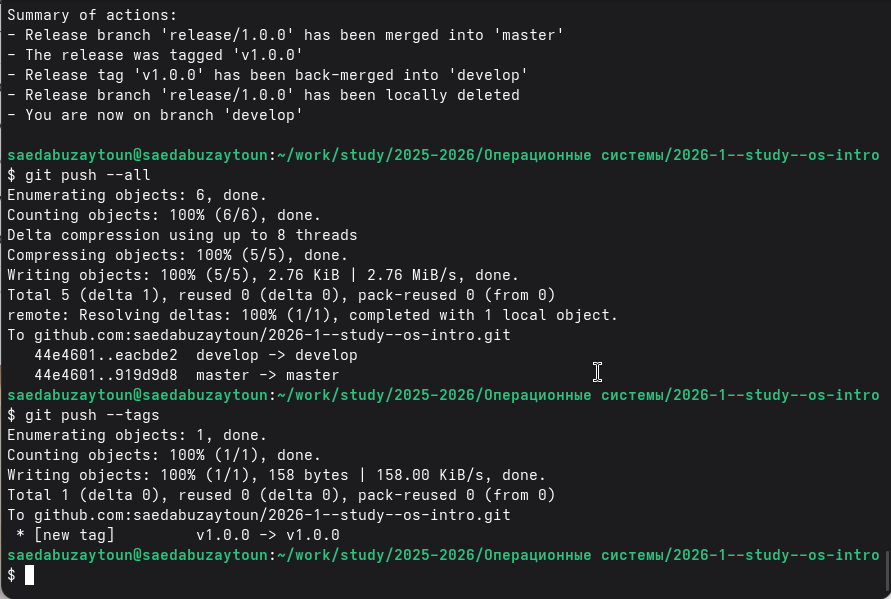 Summary of actions:
- Release branch 'release/1.0.0' has been merged into 'master'
- The release was tagged 'v1.0.0'
- Release tag 'v1.0.0' has been back-merged into 'develop'
- Release branch 'release/1.0.0' has been locally deleted
- You are now on branch 'develop'
saedabuzaytoun@saedabuzaytoun:~/work/study/2025-2026/Операционные системы/2026-1--study--os-intro
$ git push --all
Enumerating objects: 6, done.
Counting objects: 100% (6/6), done.
Delta compression using up to 8 threads
Compressing objects: 100% (5/5), done.
Writing objects: 100% (5/5), 2.76 KiB | 2.76 MiB/s, done.
Total 5 (delta 1), reused 0 (delta 0), pack-reused 0 (from 0)
remote: Resolving deltas: 100% (1/1), completed with 1 local object.
To github.com:saedabuzaytoun/2026-1--study--os-intro.git
   44e4601..eacbde2  develop -> develop
   44e4601..919d9d8  master -> master
saedabuzaytoun@saedabuzaytoun:~/work/study/2025-2026/Операционные системы/2026-1--study--os-intro
$ git push --tags
Enumerating objects: 1, done.
Counting objects: 100% (1/1), done.
Writing objects: 100% (1/1), 158 bytes | 158.00 KiB/s, done.
Total 1 (delta 0), reused 0 (delta 0), pack-reused 0 (from 0)
To github.com:saedabuzaytoun/2026-1--study--os-intro.git
 * [new tag]         v1.0.0 -> v1.0.0
saedabuzaytoun@saedabuzaytoun:~/work/study/2025-2026/Операционные системы/2026-1--study--os-intro
$